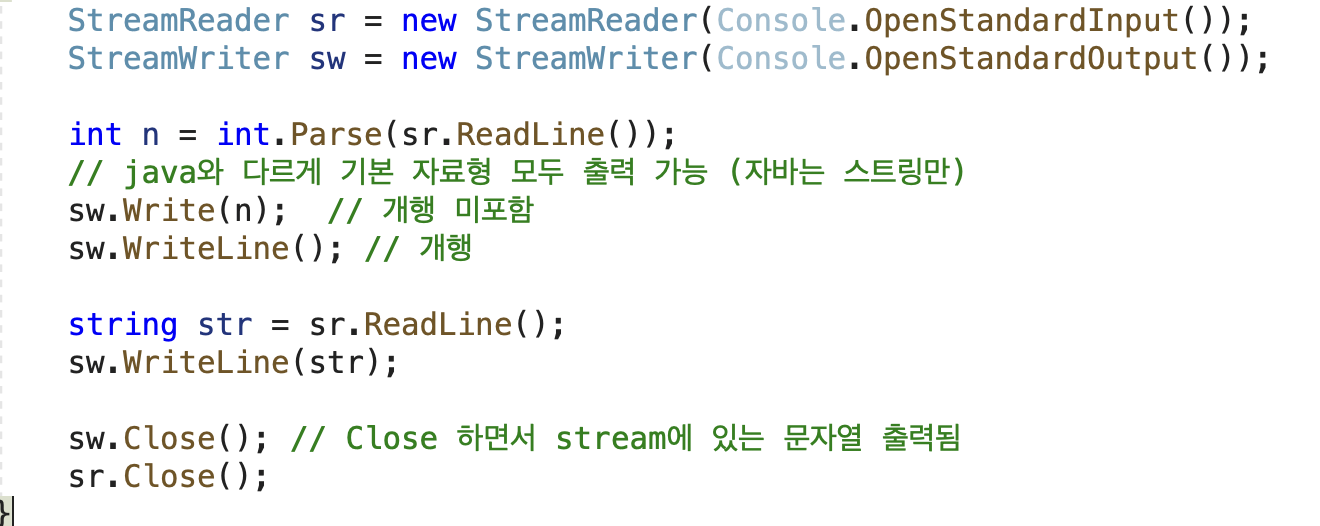 StreamReader sr = new StreamReader(Console.OpenStandardInput());
StreamWriter sw = new StreamWriter(Console.OpenStandardOutput());
int n = int.Parse(sr.ReadLine());
// java와 다르게 기본 자료형 모두 출력 가능 (자바는 스트링만)
sw.Write(n);  // 개행 미포함
sw.WriteLine(); // 개행
string str = sr.ReadLine();
sw.WriteLine(str);
sw.Close(); // Close 하면서 stream에 있는 문자열 출력됨
sr.Close();
}